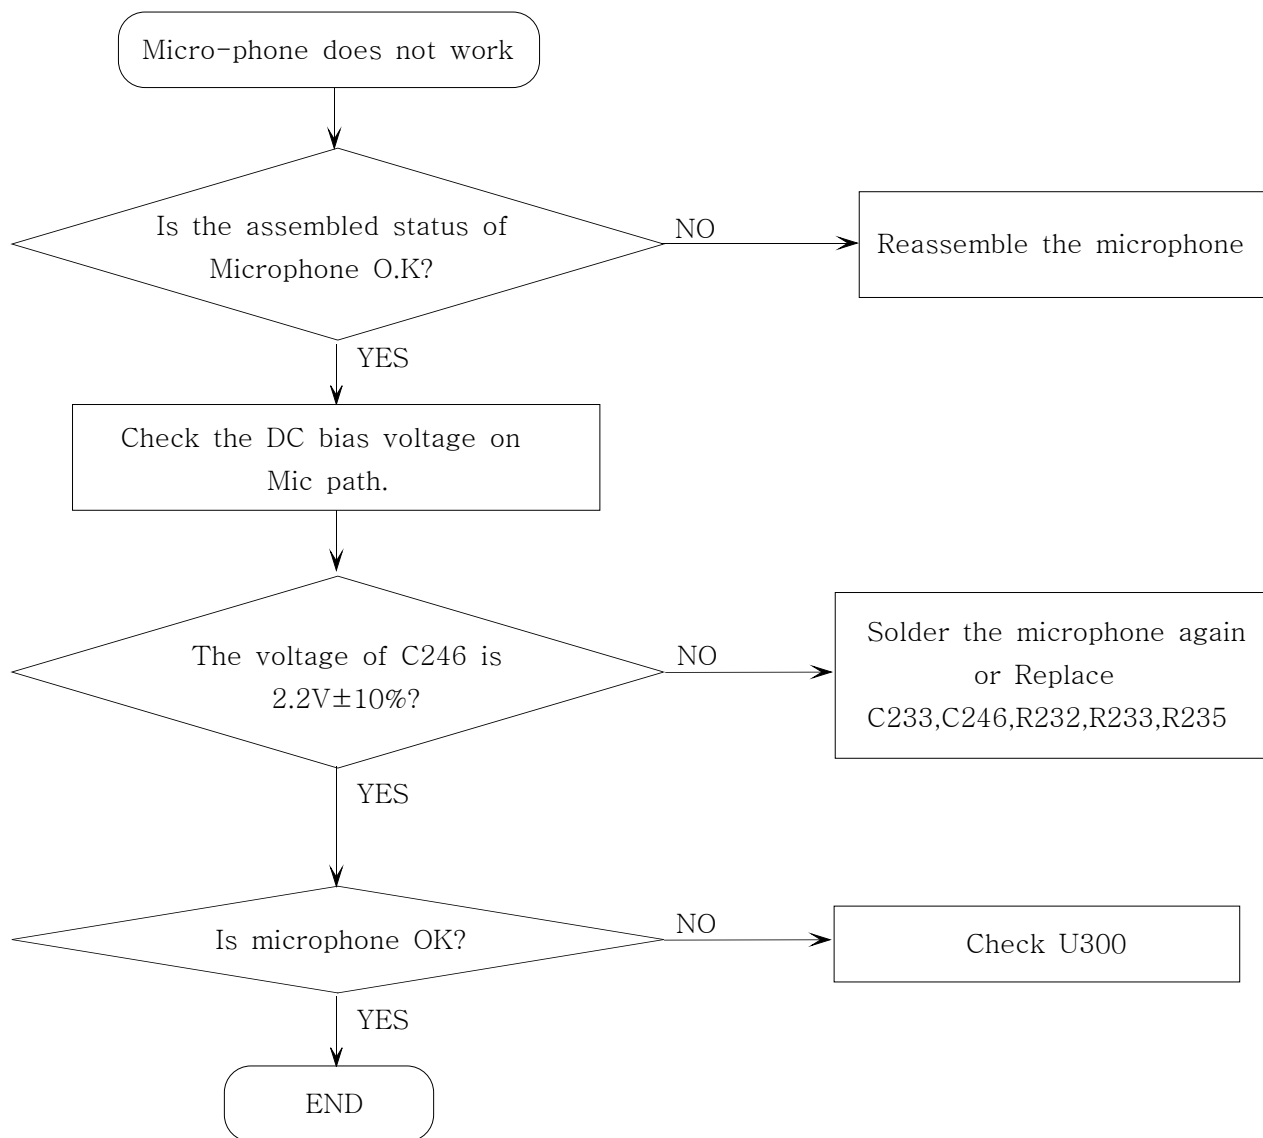 Micro-phone does not work
Is the assembled status of
Microphone O.K?
NO
Reassemble the microphone
YES
Check the DC bias voltage on
Mic path.
The voltage of C246 is
2.2V±10%?
NO
Solder the microphone again
or Replace
C233,C246,R232,R233,R235
YES
Is microphone OK?
NO
Check U300
YES
END